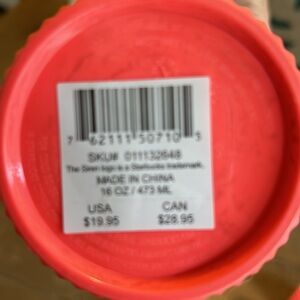 7 62111 50710 3
SKU# 011132648
The Siren logo is a Starbucks trademark.
MADE IN CHINA
16 OZ / 473 ML
USA CAN
$19.95 $28.95